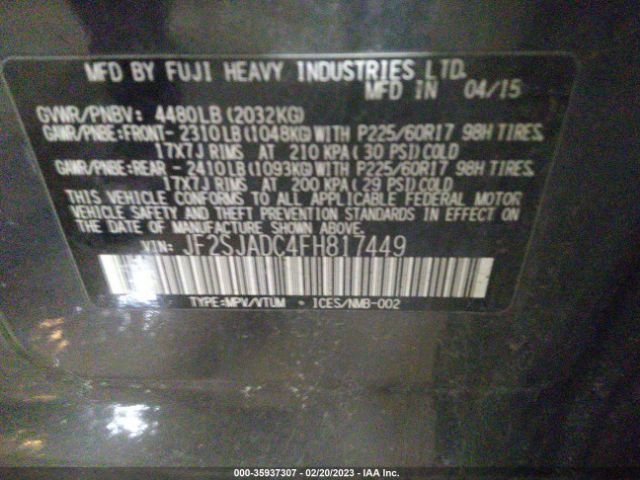 MFD BY FUJI HEAVY INDUSTRIES LTD.
MFD IN 04/15
GVWR/PNBV: 4480LB (2032KG)
GAWR/PNBE:FRONT- 2310LB (1048KG) WITH P225/60R17 98H TIRES,
17X7J RIMS AT 210 KPA (30 PSI) COLD
GAWR/PNBE:REAR - 2410LB (1093KG) WITH P225/60R17 98H TIRES,
17X7J RIMS AT 200 KPA (29 PSI) COLD
THIS VEHICLE CONFORMS TO ALL APPLICABLE FEDERAL MOTOR
VEHICLE SAFETY AND THEFT PREVENTION STANDARDS IN EFFECT ON
THE DATE OF MANUFACTURE SHOWN ABOVE.
VIN: JF2SJADC4FH817449
TYPE:MPV/VTUM • ICES/NMB-002
000-35937307 - 02/20/2023 - IAA Inc.